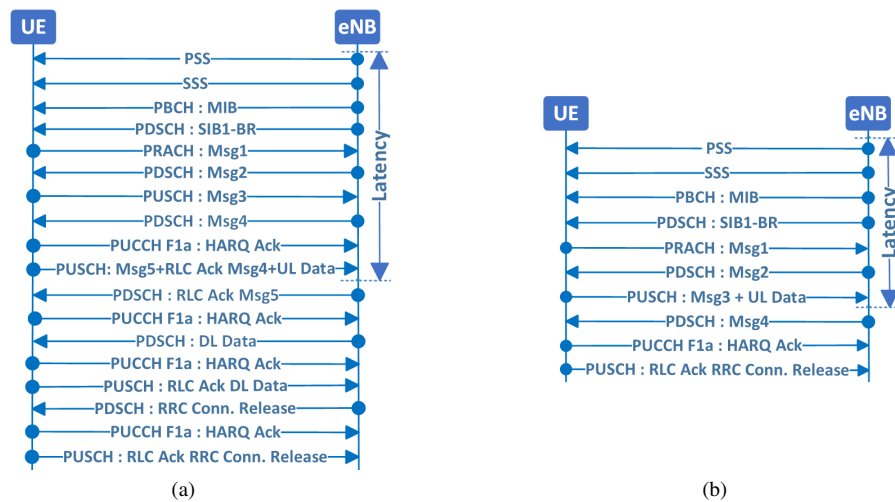 UE
eNB
PSS
SSS
PBCH : MIB
PDSCH : SIB1-BR
PRACH : Msg1
PDSCH : Msg2
PUSCH : Msg3
PDSCH : Msg4
PUCCH F1a : HARQ Ack
PUSCH: Msg5+RLC Ack Msg4+UL Data
Latency
PDSCH : RLC Ack Msg5
PUCCH F1a : HARQ Ack
PDSCH : DL Data
PUCCH F1a : HARQ Ack
PUSCH : RLC Ack DL Data
PDSCH : RRC Conn. Release
PUCCH F1a : HARQ Ack
PUSCH : RLC Ack RRC Conn. Release
(a)
UE
eNB
PSS
SSS
PBCH : MIB
PDSCH : SIB1-BR
PRACH : Msg1
PDSCH : Msg2
PUSCH : Msg3 + UL Data
Latency
PDSCH : Msg4
PUCCH F1a : HARQ Ack
PUSCH : RLC Ack RRC Conn. Release
(b)